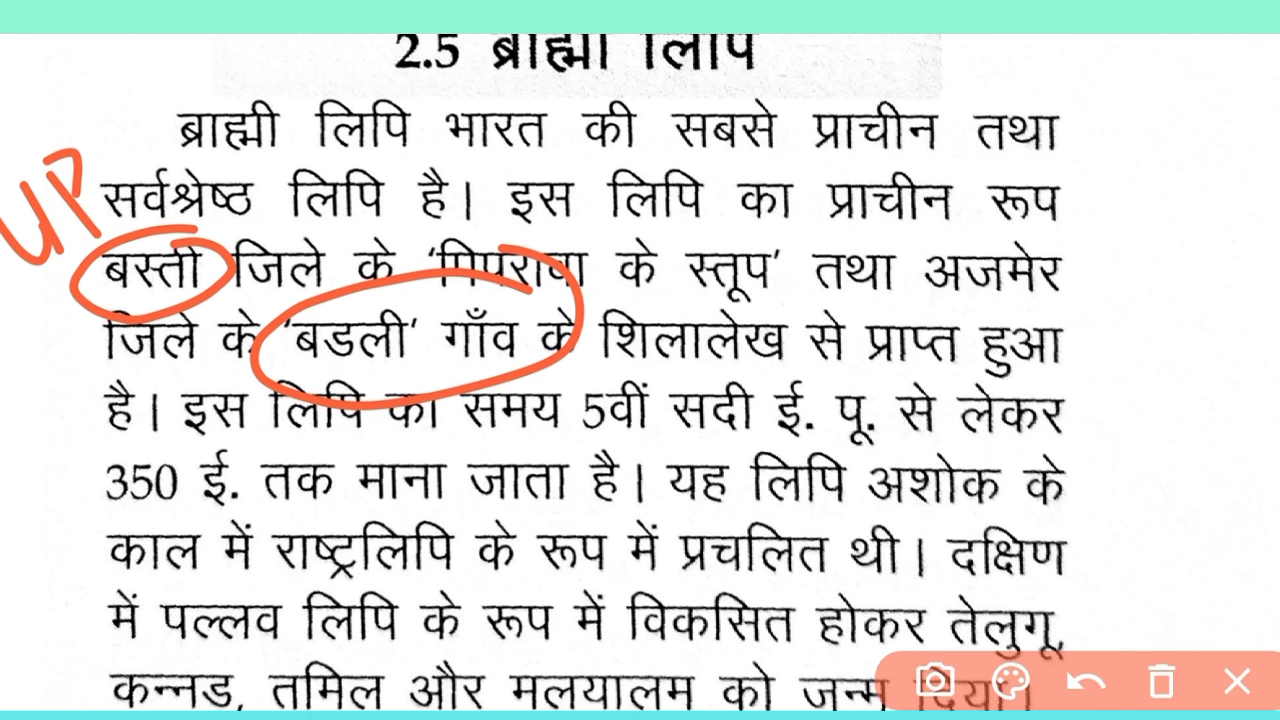 2.5 ब्राह्मी लिपि
ब्राह्मी लिपि भारत की सबसे प्राचीन तथा
UP
सर्वश्रेष्ठ लिपि है। इस लिपि का प्राचीन रूप
बस्ती जिले के 'पिपरावा के स्तूप' तथा अजमेर
जिले के 'बडली' गाँव के शिलालेख से प्राप्त हुआ
है। इस लिपि का समय 5वीं सदी ई. पू. से लेकर
350 ई. तक माना जाता है। यह लिपि अशोक के
काल में राष्ट्रलिपि के रूप में प्रचलित थी। दक्षिण
में पल्लव लिपि के रूप में विकसित होकर तेलुगू,
कन्नड, तमिल और मलयालम को जन्म दिया।